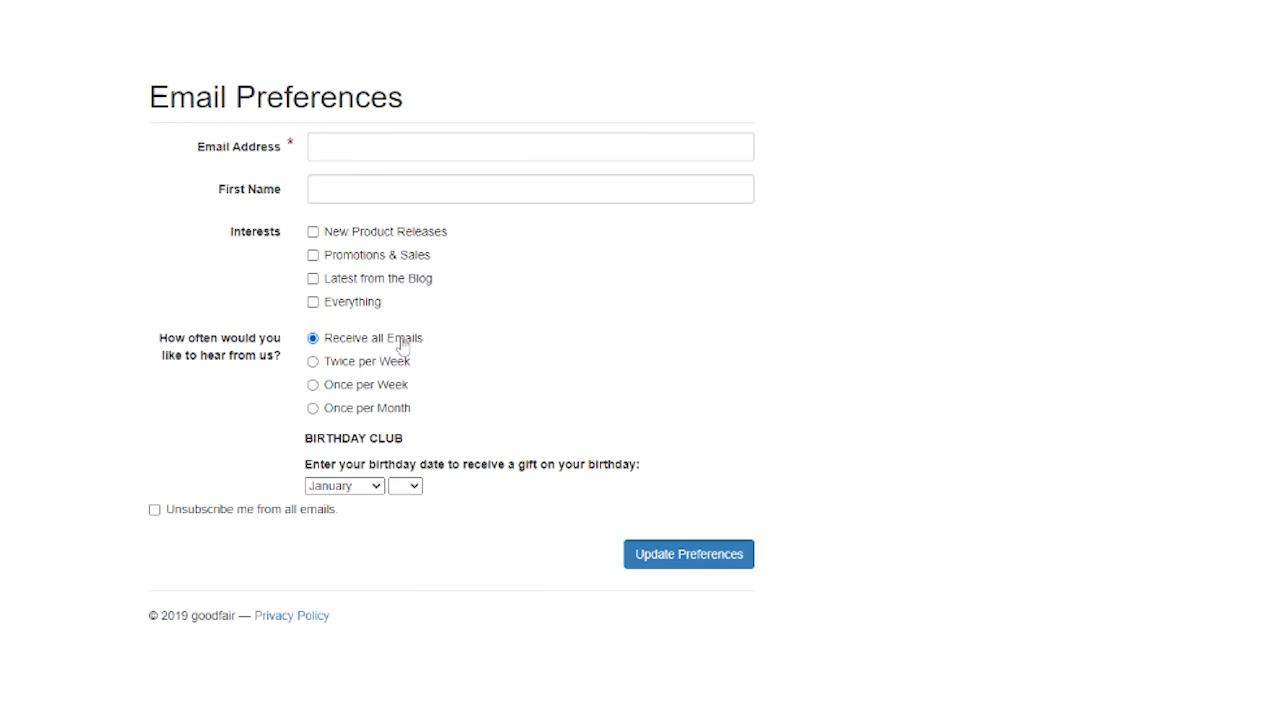 Email Preferences
Email Address *
First Name
Interests
New Product Releases
Promotions & Sales
Latest from the Blog
Everything
How often would you
like to hear from us?
Receive all Emails
Twice per Week
Once per Week
Once per Month
BIRTHDAY CLUB
Enter your birthday date to receive a gift on your birthday:
January
Unsubscribe me from all emails.
Update Preferences
© 2019 goodfair — Privacy Policy